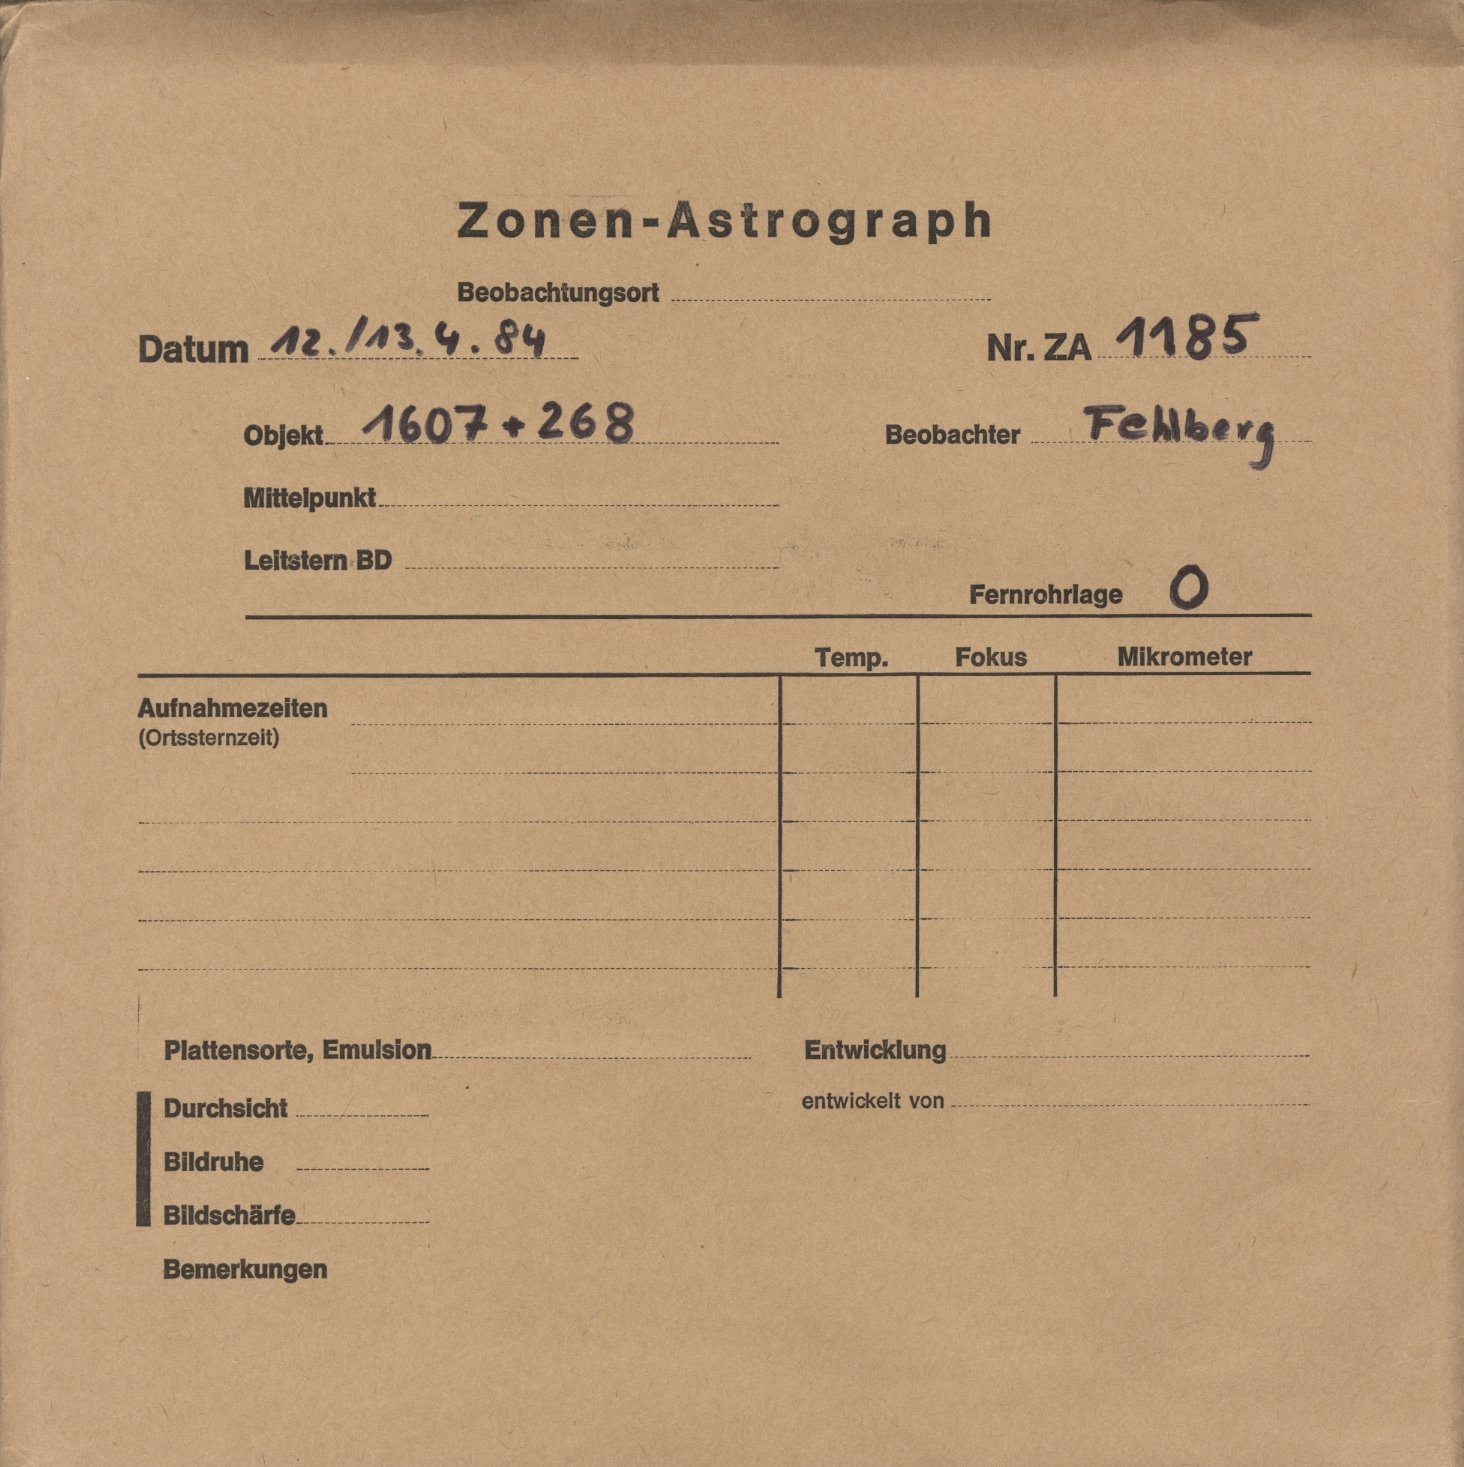 Zonen-Astrograph
Beobachtungsort
Datum 12./13.4.84 Nr. ZA 1185
Objekt 1607+268 Beobachter Fehlberg
Mittelpunkt
Leitstern BD
Fernrohrlage O
Temp. Fokus Mikrometer
Aufnahmezeiten
(Ortssternzeit)
Plattensorte, Emulsion Entwicklung
Durchsicht entwickelt von
Bildruhe
Bildschärfe
Bemerkungen